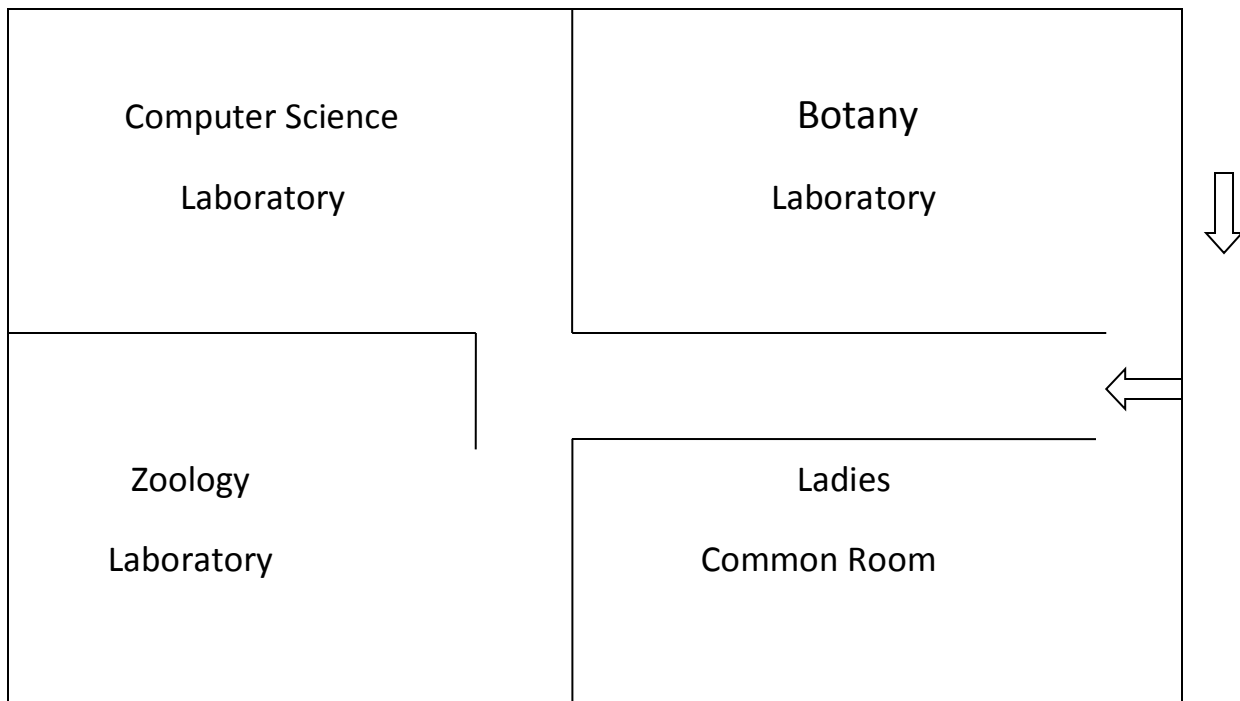 Computer Science
Laboratory
Botany
Laboratory
Zoology
Laboratory
Ladies
Common Room